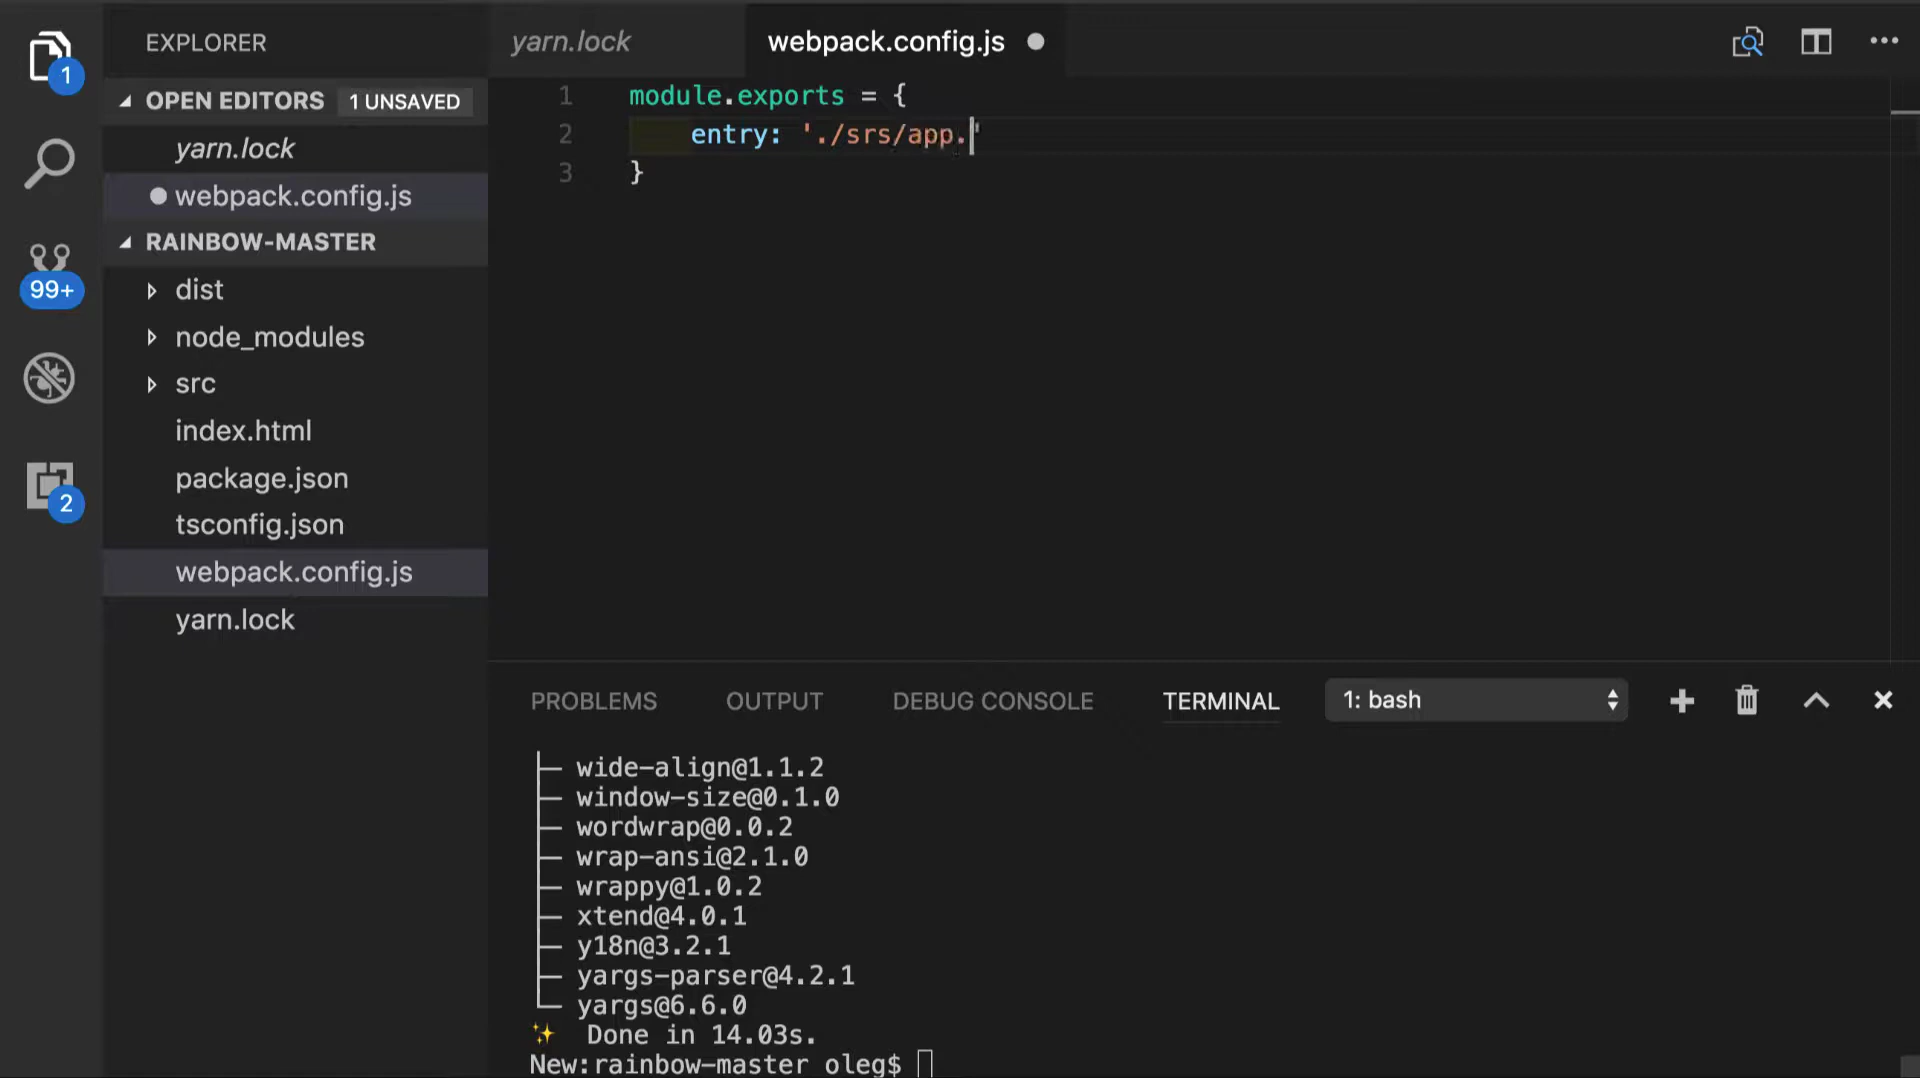 EXPLORER
yarn.lock
webpack.config.js
1
OPEN EDITORS
1 UNSAVED
yarn.lock
webpack.config.js
RAINBOW-MASTER
99+
dist
node_modules
src
index.html
package.json
2
tsconfig.json
webpack.config.js
yarn.lock
1 module.exports = {
2 entry: './srs/app.'
3 }
PROBLEMS
OUTPUT
DEBUG CONSOLE
TERMINAL
1: bash
├─ wide-align@1.1.2
├─ window-size@0.1.0
├─ wordwrap@0.0.2
├─ wrap-ansi@2.1.0
├─ wrappy@1.0.2
├─ xtend@4.0.1
├─ y18n@3.2.1
├─ yargs-parser@4.2.1
└─ yargs@6.6.0
✨ Done in 14.03s.
New:rainbow-master oleg$